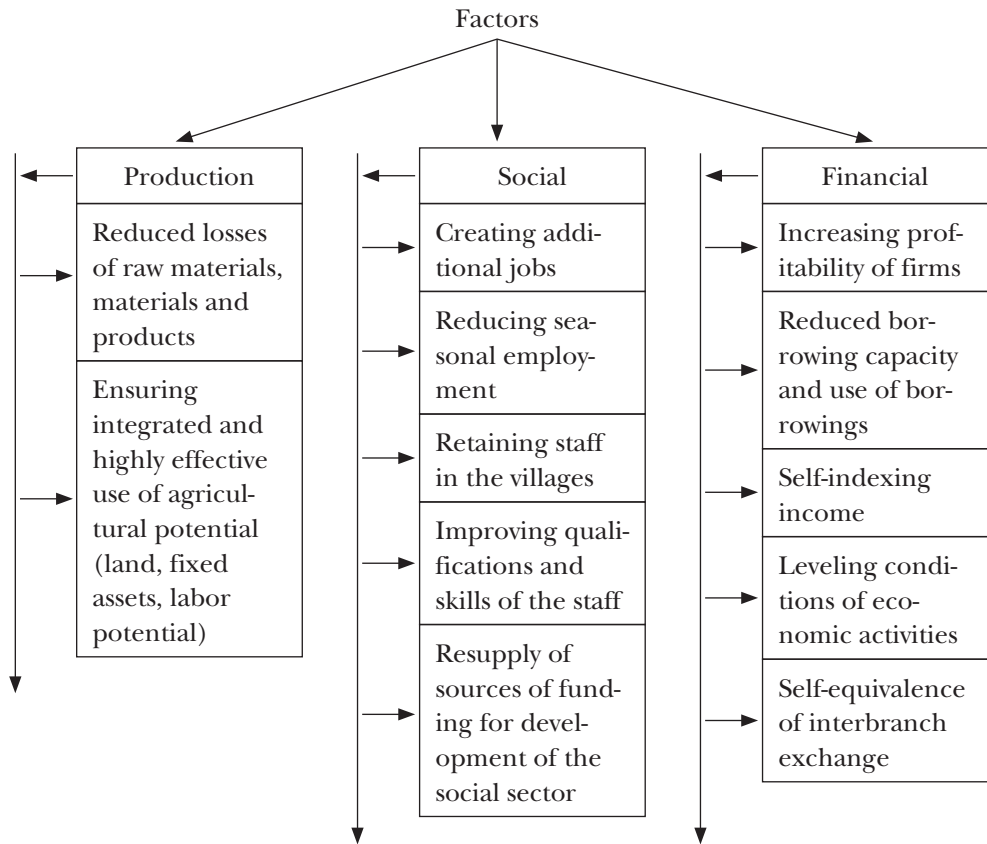 Factors
Production
Reduced losses
of raw materials,
materials and
products
Ensuring
integrated and
highly effective
use of agricul-
tural potential
(land, fixed
assets, labor
potential)
Social
Creating addi-
tional jobs
Reducing sea-
sonal employ-
ment
Retaining staff
in the villages
Improving quali-
fications and
skills of the staff
Resupply of
sources of fund-
ing for devel-
opment of the
social sector
Financial
Increasing prof-
itability of firms
Reduced bor-
rowing capacity
and use of bor-
rowings
Self-indexing
income
Leveling condi-
tions of eco-
nomic activities
Self-equivalence
of interbranch
exchange